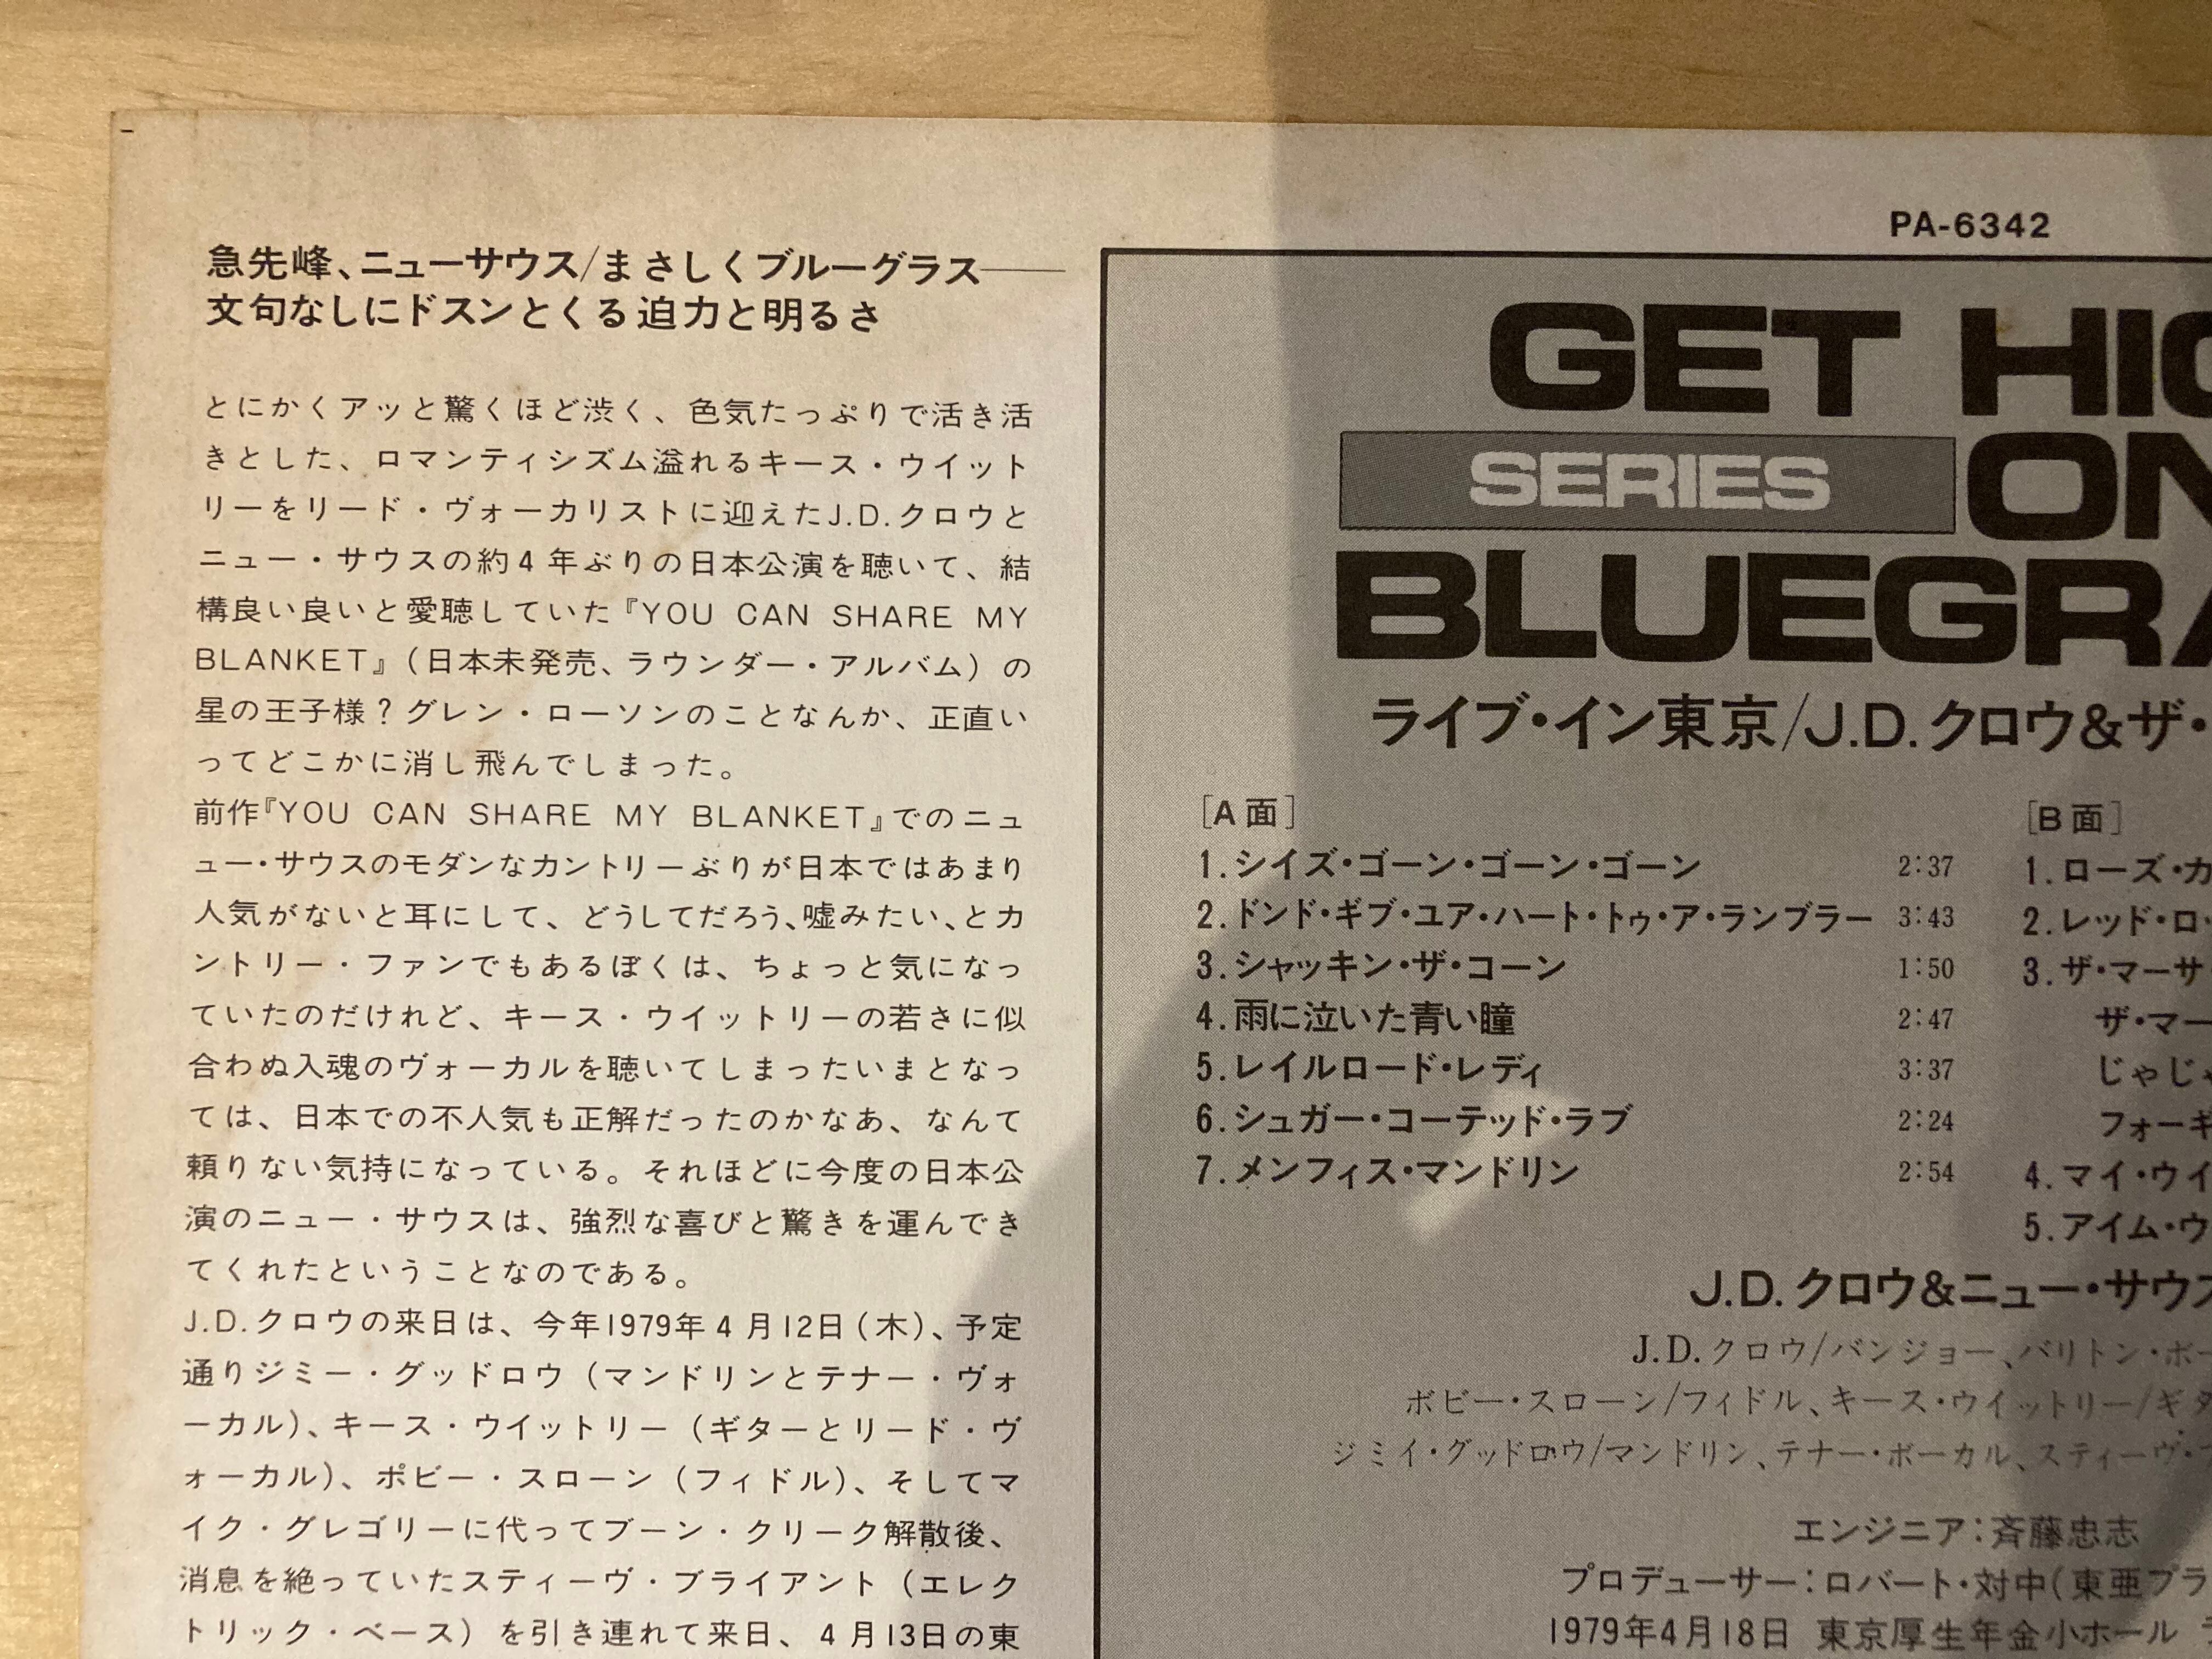 急先峰、ニューサウス/まさしくブルーグラス——
文句なしにドスンとくる迫力と明るさ
とにかくアッと驚くほど渋く、色気たっぷりで活き活
きとした、ロマンティシズム溢れるキース・ウイット
リーをリード・ヴォーカリストに迎えたJ.D.クロウと
ニュー・サウスの約4年ぶりの日本公演を聴いて、結
構良い良いと愛聴していた『YOU CAN SHARE MY
BLANKET』(日本未発売、ラウンダー・アルバム)の
星の王子様?グレン・ローソンのことなんか、正直い
ってどこかに消し飛んでしまった。
前作『YOU CAN SHARE MY BLANKET』でのニュ
ュー・サウスのモダンなカントリーぶりが日本ではあまり
人気がないと耳にして、どうしてだろう、嘘みたい、とカ
ントリー・ファンでもあるぼくは、ちょっと気になっ
ていたのだけれど、キース・ウイットリーの若さに似
合わぬ入魂のヴォーカルを聴いてしまったいまとなっ
ては、日本での不人気も正解だったのかなあ、なんて
頼りない気持になっている。それほどに今度の日本公
演のニュー・サウスは、強烈な喜びと驚きを運んでき
てくれたということなのである。
J.D.クロウの来日は、今年1979年4月12日(木)、予定
通りジミー・グッドロウ(マンドリンとテナー・ヴォ
ーカル)、キース・ウイットリー(ギターとリード・ヴ
ォーカル)、ボビー・スローン(フィドル)、そしてマ
イク・グレゴリーに代ってブーン・クリーク解散後、
消息を絶っていたスティーヴ・ブライアント(エレク
トリック・ベース)を引き連れて来日、4月13日の東
PA-6342
GET HIG
SERIES ON
BLUEGRA
ライブ・イン東京/J.D.クロウ&ザ・
[A面]
1.シイズ・ゴーン・ゴーン・ゴーン 2:37
2.ドンド・ギブ・ユア・ハート・トゥ・ア・ランブラー 3:43
3.シャッキン・ザ・コーン 1:50
4.雨に泣いた青い瞳 2:47
5.レイルロード・レディ 3:37
6.シュガー・コーテッド・ラブ 2:24
7.メンフィス・マンドリン 2:54
[B面]
1.ローズ・カ
2.レッド・ロ
3.ザ・マーサ
ザ・マー
じゃじゃ
フォーギ
4.マイ・ウイ
5.アイム・ウ
J.D.クロウ&ニュー・サウス
J.D.クロウ/バンジョー、バリトン・ボー
ボビー・スローン/フィドル、キース・ウイットリー/ギタ
ジミイ・グッドロウ/マンドリン、テナー・ボーカル、スティーヴ・
エンジニア:斉藤忠志
プロデューサー:ロバート・対中(東亜プラ
1979年4月18日 東京厚生年金小ホール